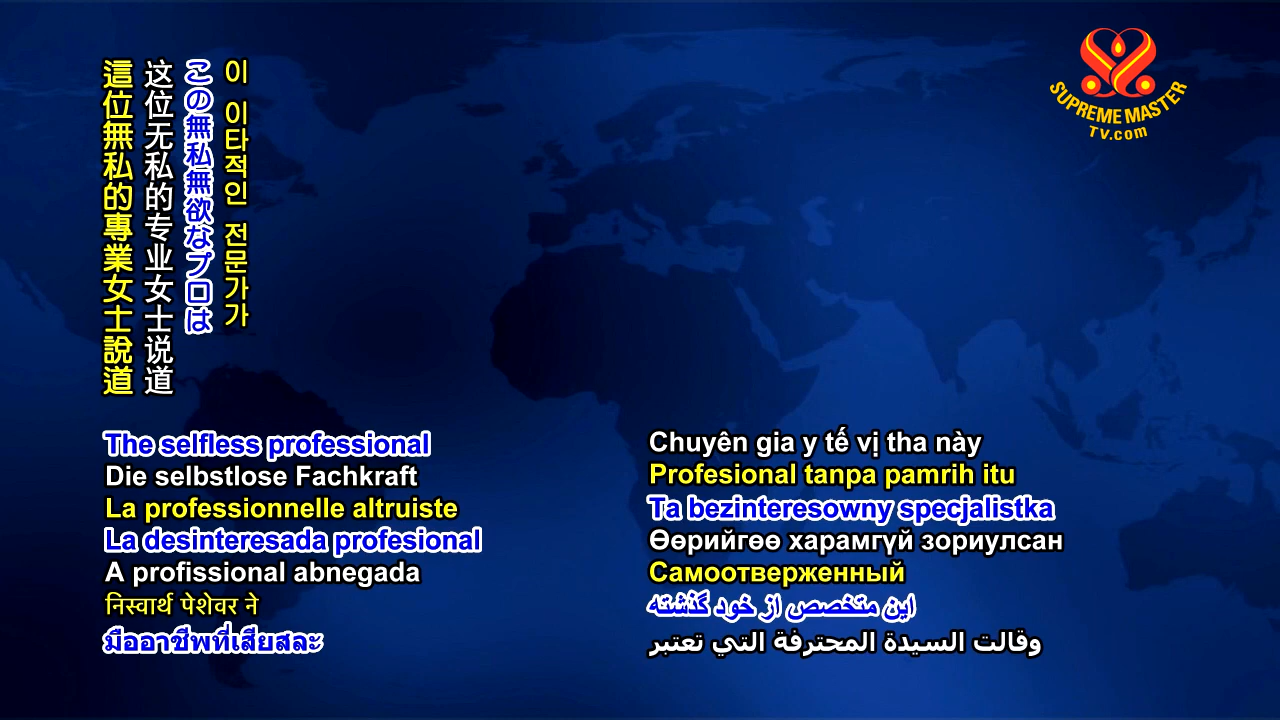 이 이타적인 전문가가
この無私無欲なプロは
这位无私的专业女士说道
這位無私的專業女士說道
SUPREME MASTER
TV.com
The selfless professional
Die selbstlose Fachkraft
La professionnelle altruiste
La desinteresada profesional
A profissional abnegada
निस्वार्थ पेशेवर ने
มืออาชีพที่เสียสละ
Chuyên gia y tế vị tha này
Profesional tanpa pamrih itu
Ta bezinteresowny specjalistka
Өөрийгөө харамгүй зориулсан
Самоотверженный
این متخصص از خود گذشته
وقالت السيدة المحترفة التي تعتبر